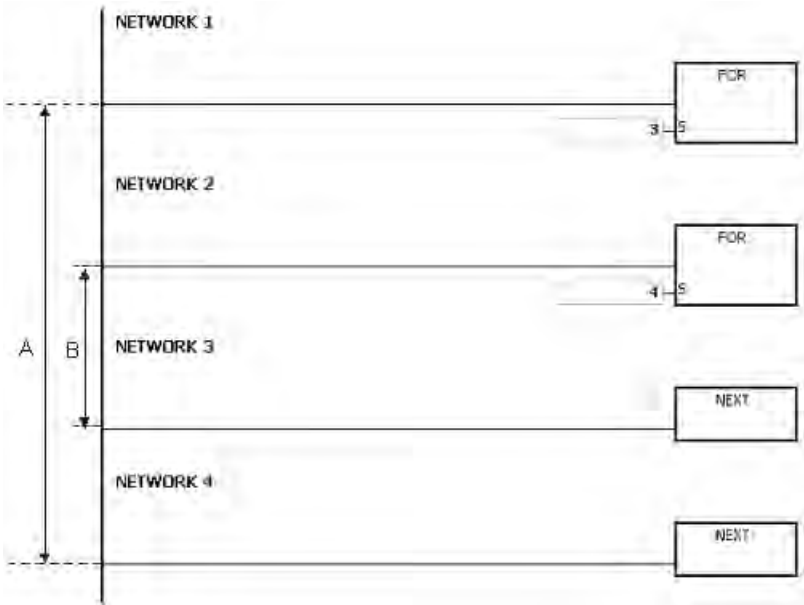 NETWORK 1
FOR
3 S
NETWORK 2
FOR
4 S
A B NETWORK 3
NEXT
NETWORK 4
NEXT